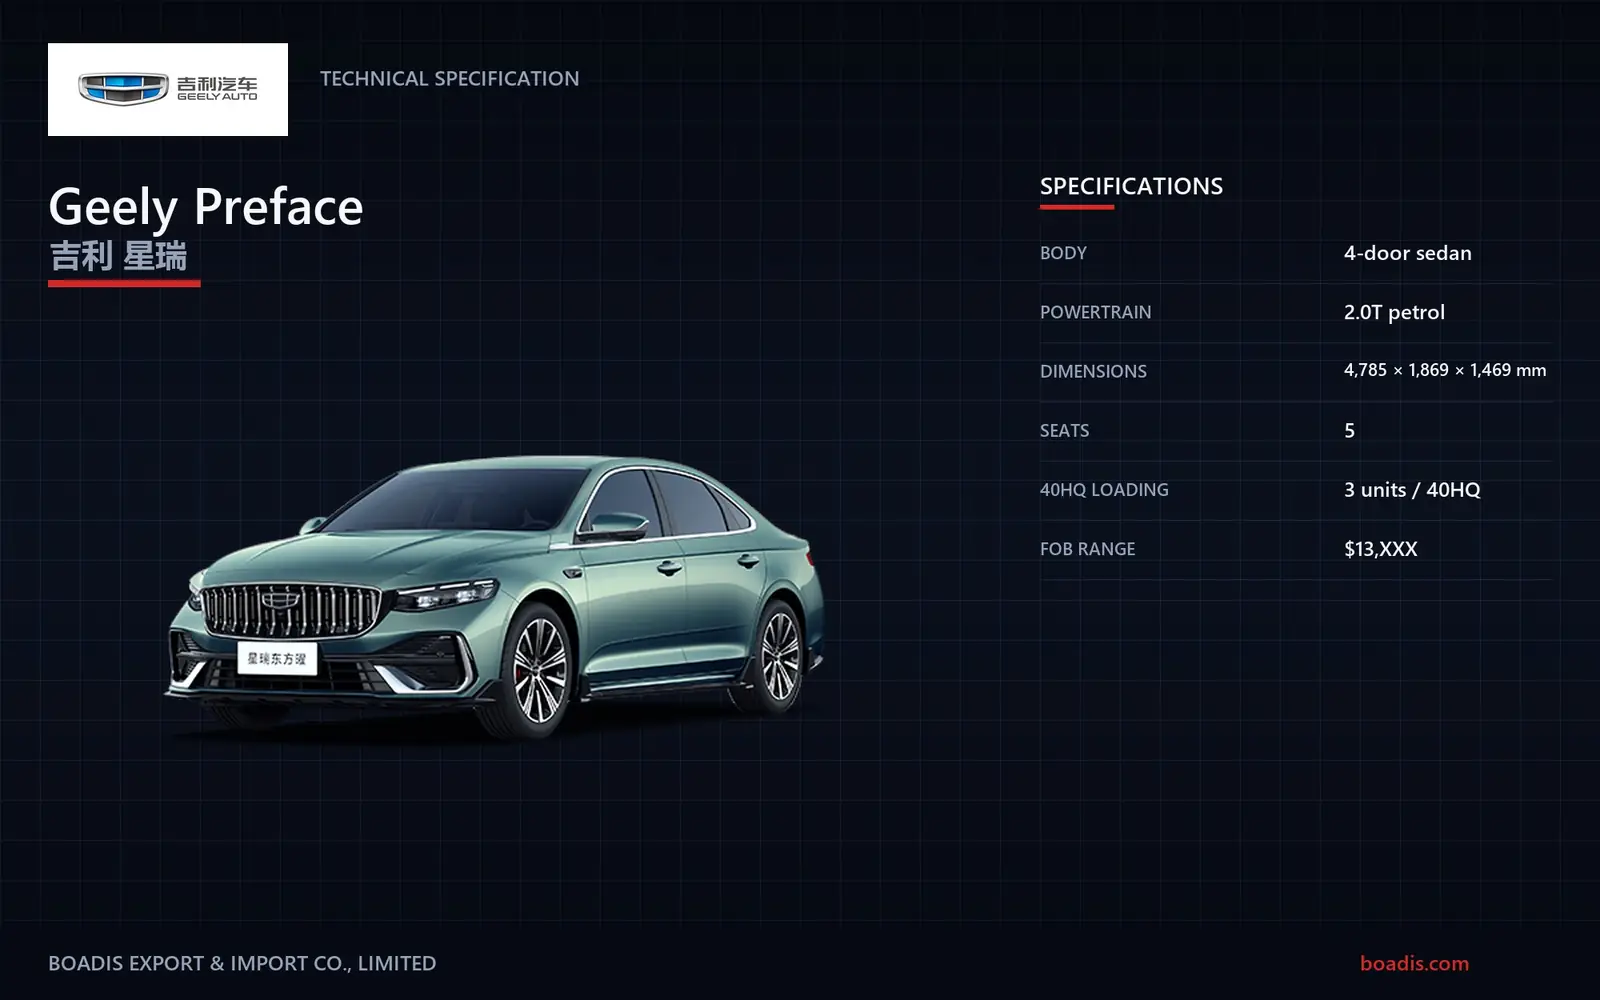 吉利汽车
GEELY AUTO
TECHNICAL SPECIFICATION
Geely Preface
吉利 星瑞
星瑞东方曜
SPECIFICATIONS
BODY 4-door sedan
POWERTRAIN 2.0T petrol
DIMENSIONS 4,785 × 1,869 × 1,469 mm
SEATS 5
40HQ LOADING 3 units / 40HQ
FOB RANGE $13,XXX
BOADIS EXPORT & IMPORT CO., LIMITED
boadis.com